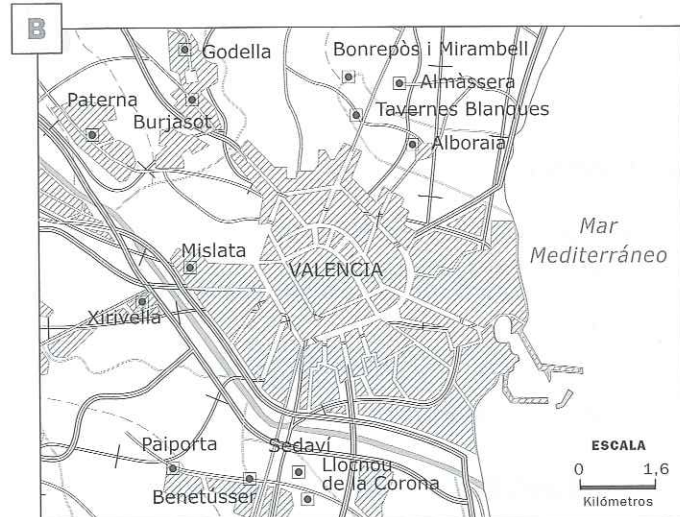 B
Godella
Bonrepòs i Mirambell
Almàssera
Paterna
Burjasot
Tavernes Blanques
Alboraia
Mar
Mediterráneo
Mislata
VALENCIA
Xirivella
ESCALA
0 1,6
Kilómetros
Paiporta
Sedaví
Llocnou
de la Corona
Benetússer